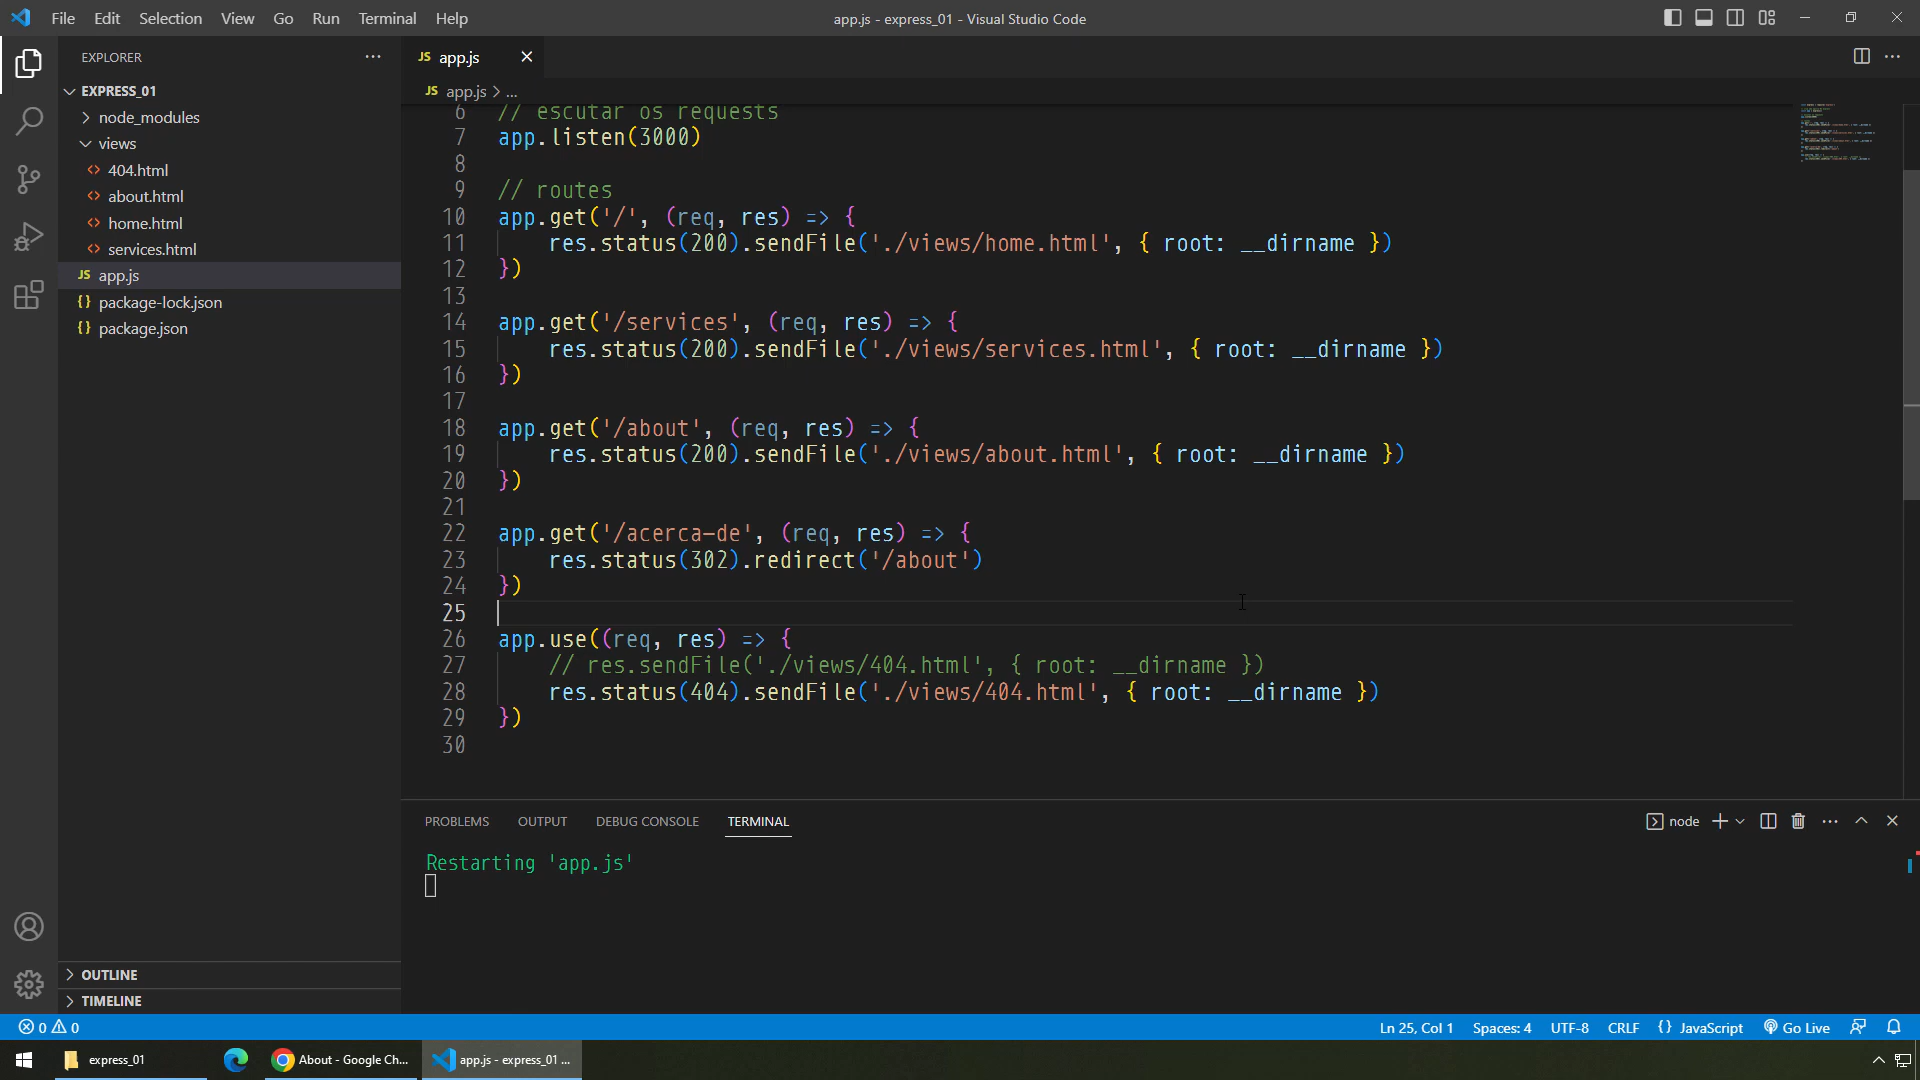 File Edit Selection View Go Run Terminal Help
app.js - express_01 - Visual Studio Code
EXPLORER
EXPRESS_01
node_modules
views
404.html
about.html
home.html
services.html
JS app.js
{} package-lock.json
{} package.json
OUTLINE
TIMELINE
JS app.js
JS app.js > ...
6 // escutar os requests
7 app.listen(3000)
8
9 // routes
10 app.get('/', (req, res) => {
11 res.status(200).sendFile('./views/home.html', { root: __dirname })
12 })
13
14 app.get('/services', (req, res) => {
15 res.status(200).sendFile('./views/services.html', { root: __dirname })
16 })
17
18 app.get('/about', (req, res) => {
19 res.status(200).sendFile('./views/about.html', { root: __dirname })
20 })
21
22 app.get('/acerca-de', (req, res) => {
23 res.status(302).redirect('/about')
24 })
25
26 app.use((req, res) => {
27 // res.sendFile('./views/404.html', { root: __dirname })
28 res.status(404).sendFile('./views/404.html', { root: __dirname })
29 })
30
PROBLEMS OUTPUT DEBUG CONSOLE TERMINAL
node
Restarting 'app.js'
0 0
Ln 25, Col 1 Spaces: 4 UTF-8 CRLF {} JavaScript Go Live
express_01
About - Google Ch...
app.js - express_01 ...